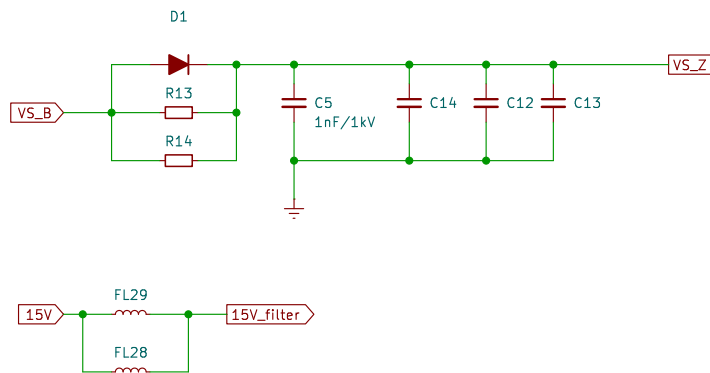 D1
VS_Z
R13
C5
C14
C12
C13
VS_B
1nF/1kV
R14
FL29
15V
15V_filter
FL28